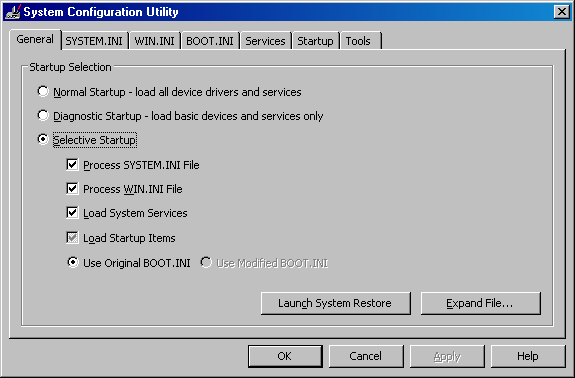 System Configuration Utility
General SYSTEM.INI WIN.INI BOOT.INI Services Startup Tools
Startup Selection
Normal Startup - load all device drivers and services
Diagnostic Startup - load basic devices and services only
Selective Startup
Process SYSTEM.INI File
Process WIN.INI File
Load System Services
Load Startup Items
Use Original BOOT.INI Use Modified BOOT.INI
Launch System Restore Expand File...
OK Cancel Apply Help